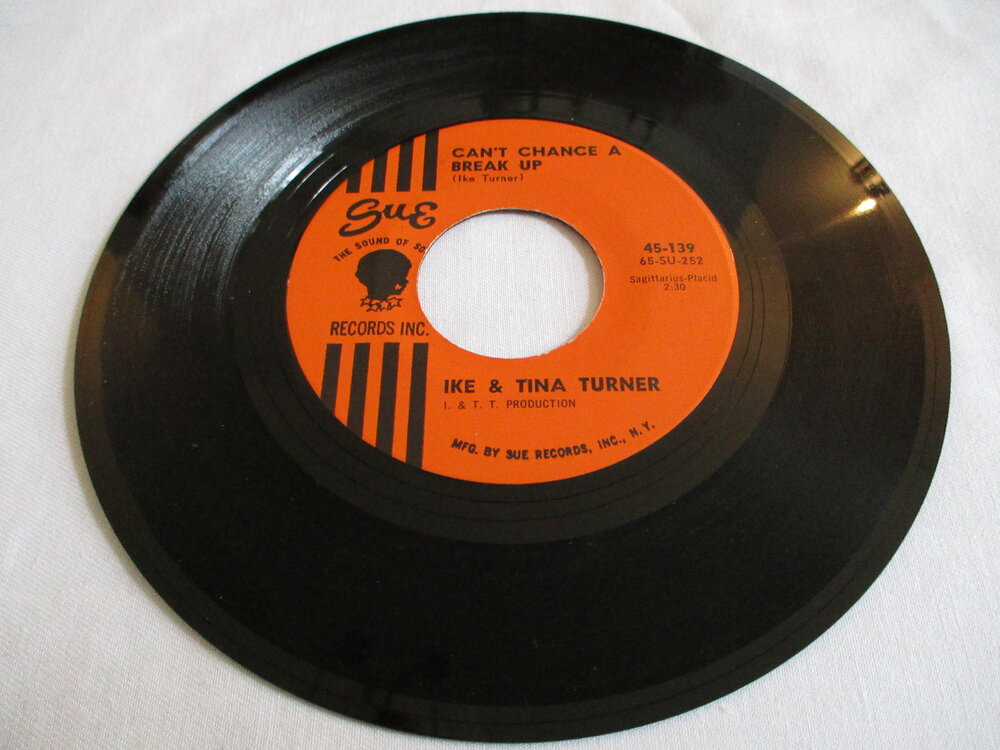 CAN'T CHANCE A
BREAK UP
(Ike Turner)
SUE
THE SOUND OF
RECORDS INC.
45-139
65-SU-252
Sagittarius-Placid
2:30
IKE & TINA TURNER
I. & T. T. PRODUCTION
MFG. BY SUE RECORDS, INC., N.Y.